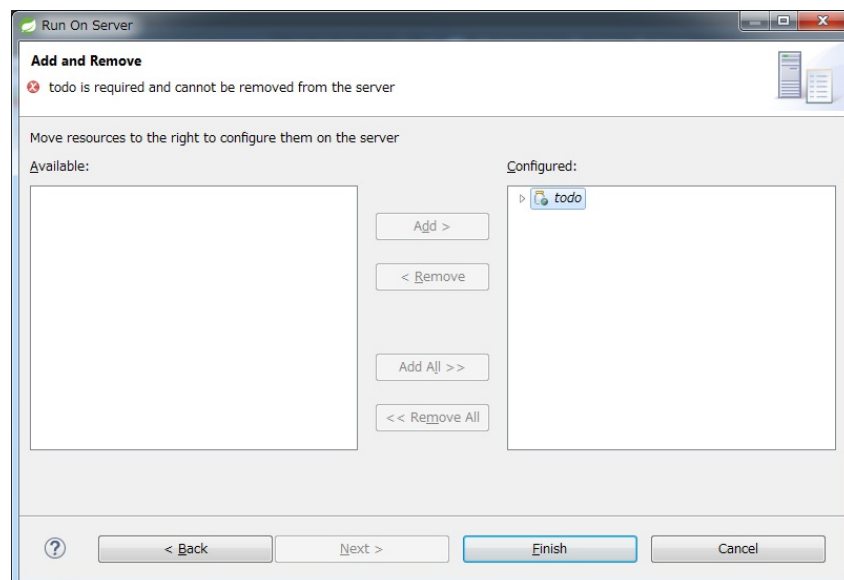 Run On Server
Add and Remove
todo is required and cannot be removed from the server
Move resources to the right to configure them on the server
Available:
Configured:
todo
Add >
< Remove
Add All >>
<< Remove All
?
< Back
Next >
Finish
Cancel